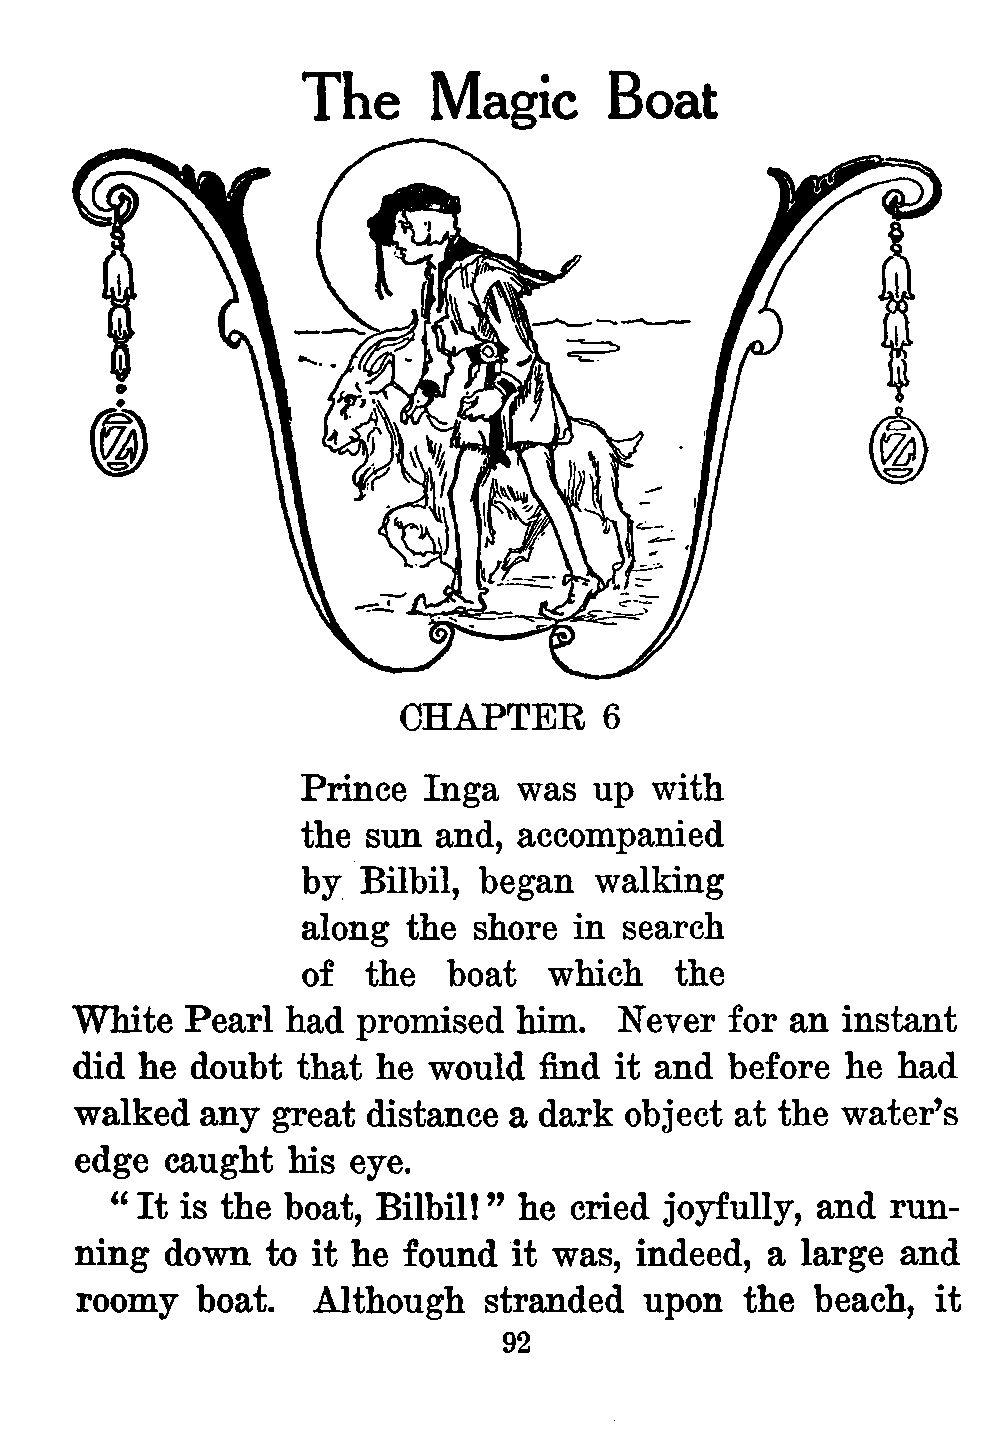 The Magic Boat
OZ
OZ
CHAPTER 6
Prince Inga was up with
the sun and, accompanied
by Bilbil, began walking
along the shore in search
of the boat which the
White Pearl had promised him. Never for an instant
did he doubt that he would find it and before he had
walked any great distance a dark object at the water's
edge caught his eye.
“It is the boat, Bilbil!” he cried joyfully, and run-
ning down to it he found it was, indeed, a large and
roomy boat. Although stranded upon the beach, it
92